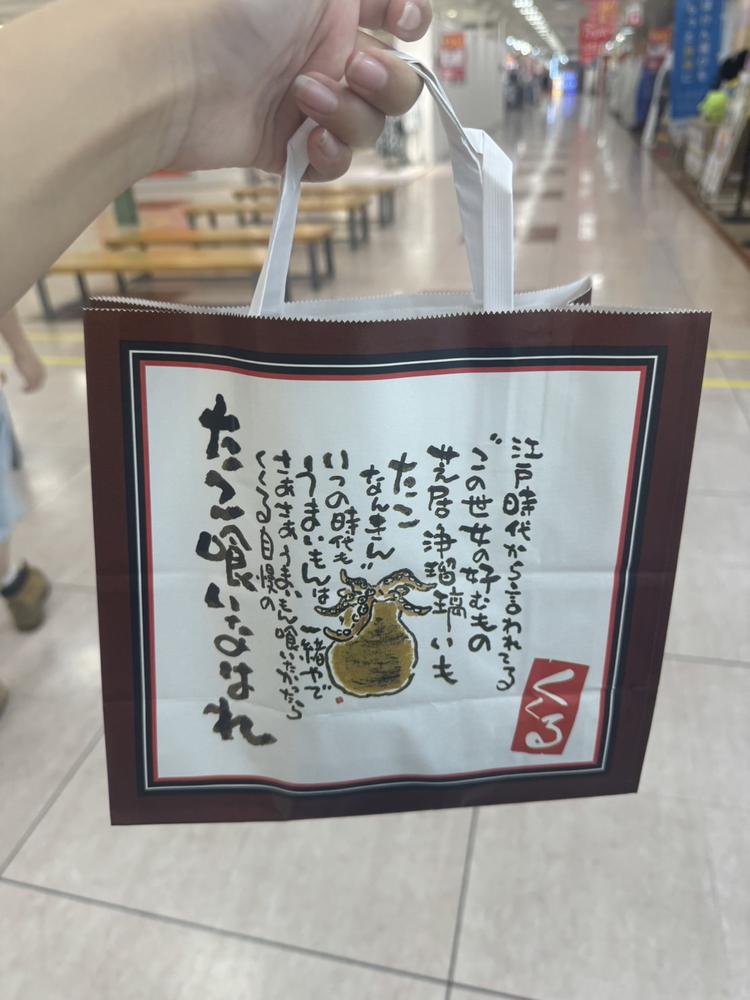 江戸時代から言われてる
"この世女の好むもの
芝居 浄瑠璃 いも
たこ
なんきん"
いつの時代も
うまいもんは 一緒やで
さあさあ うまいもん喰いたかったら
くくる自慢の
たこ喰いなはれ
くくる